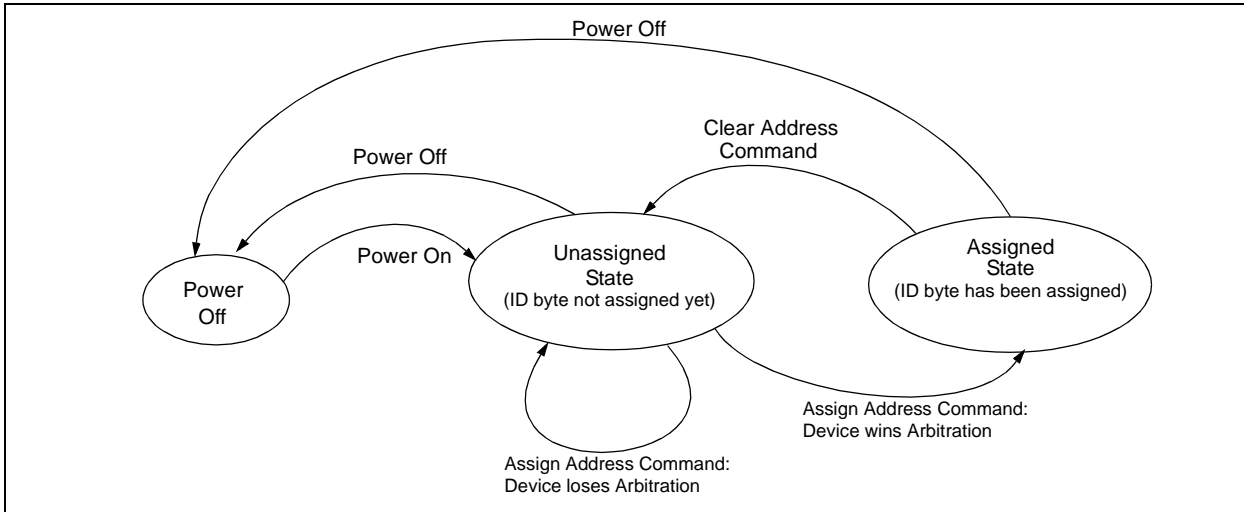 Power Off
Clear Address
Command
Power Off
Power On
Power
Off
Unassigned
State
(ID byte not assigned yet)
Assigned
State
(ID byte has been assigned)
Assign Address Command:
Device wins Arbitration
Assign Address Command:
Device loses Arbitration